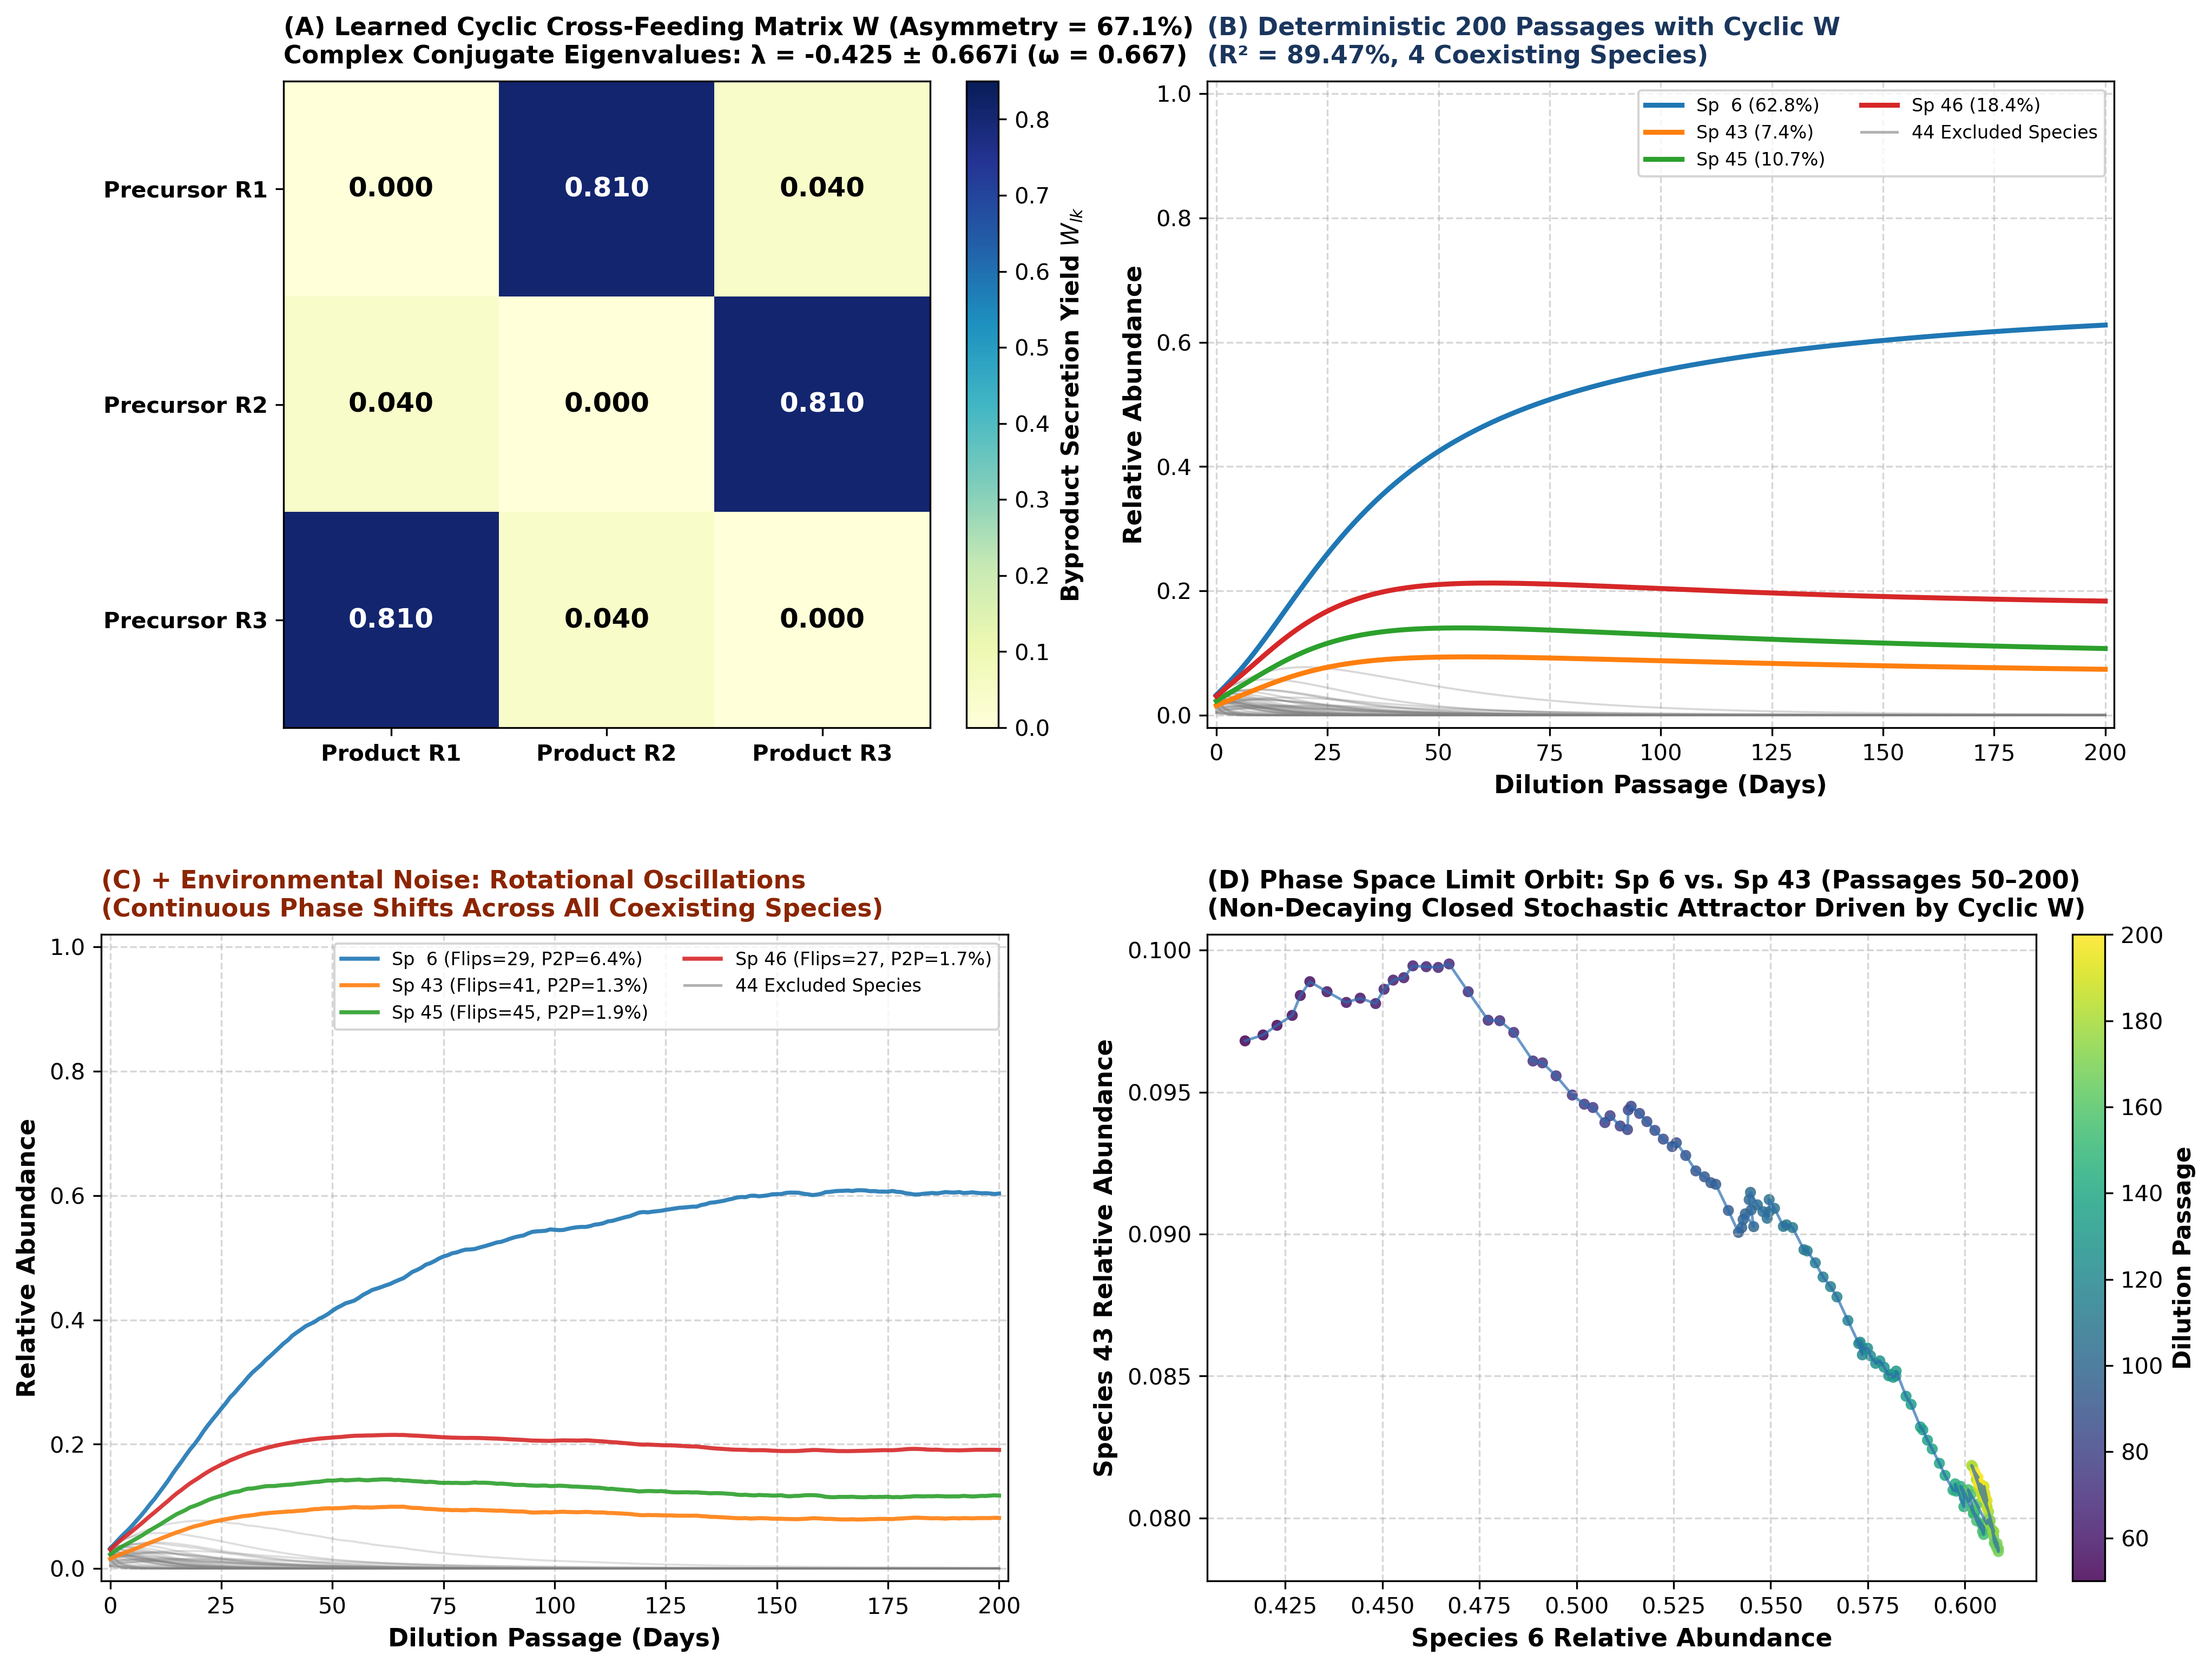 (A) Learned Cyclic Cross-Feeding Matrix W (Asymmetry = 67.1%)
Complex Conjugate Eigenvalues: λ = -0.425 ± 0.667i (ω = 0.667)
Precursor R1
Precursor R2
Precursor R3
0.000 0.810 0.040
0.040 0.000 0.810
0.810 0.040 0.000
Product R1 Product R2 Product R3
0.8
0.7
0.6
0.5
0.4
0.3
0.2
0.1
0.0
Byproduct Secretion Yield W_lk
(B) Deterministic 200 Passages with Cyclic W
(R² = 89.47%, 4 Coexisting Species)
Sp 6 (62.8%)
Sp 43 (7.4%)
Sp 45 (10.7%)
Sp 46 (18.4%)
44 Excluded Species
Relative Abundance
1.0
0.8
0.6
0.4
0.2
0.0
0 25 50 75 100 125 150 175 200
Dilution Passage (Days)
(C) + Environmental Noise: Rotational Oscillations
(Continuous Phase Shifts Across All Coexisting Species)
Sp 6 (Flips=29, P2P=6.4%)
Sp 43 (Flips=41, P2P=1.3%)
Sp 45 (Flips=45, P2P=1.9%)
Sp 46 (Flips=27, P2P=1.7%)
44 Excluded Species
Relative Abundance
1.0
0.8
0.6
0.4
0.2
0.0
0 25 50 75 100 125 150 175 200
Dilution Passage (Days)
(D) Phase Space Limit Orbit: Sp 6 vs. Sp 43 (Passages 50–200)
(Non-Decaying Closed Stochastic Attractor Driven by Cyclic W)
Species 43 Relative Abundance
0.100
0.095
0.090
0.085
0.080
0.425 0.450 0.475 0.500 0.525 0.550 0.575 0.600
Species 6 Relative Abundance
200
180
160
140
120
100
80
60
Dilution Passage